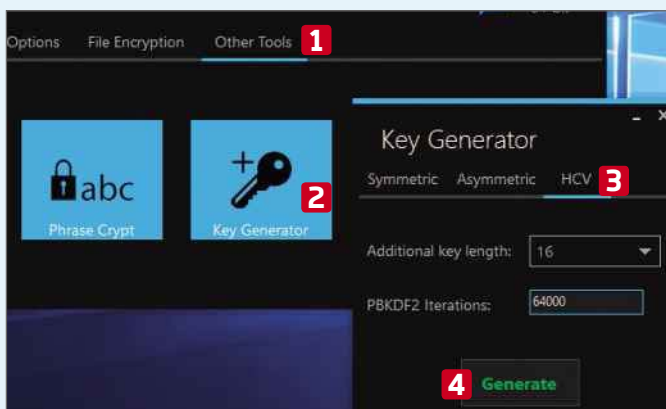 Options File Encryption Other Tools 1
abc
Phrase Crypt
2
Key Generator
Key Generator
Symmetric Asymmetric HCV 3
Additional key length: 16
PBKDF2 Iterations: 64000
4 Generate